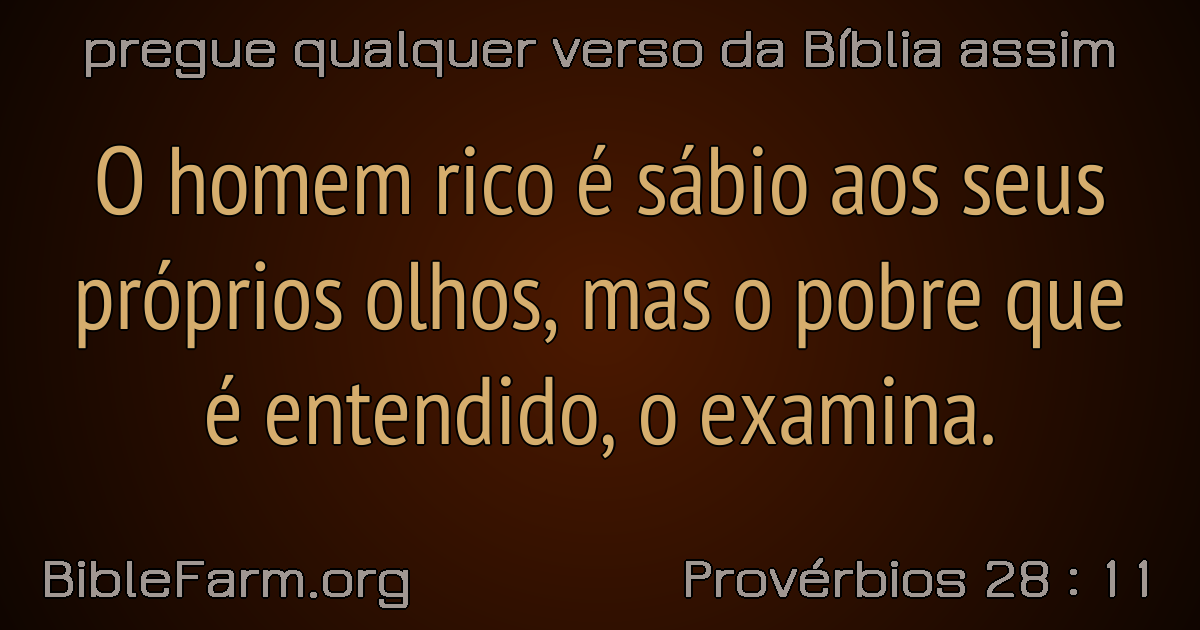 pregue qualquer verso da Bíblia assim
O homem rico é sábio aos seus
próprios olhos, mas o pobre que
é entendido, o examina.
BibleFarm.org
Provérbios 28 : 11